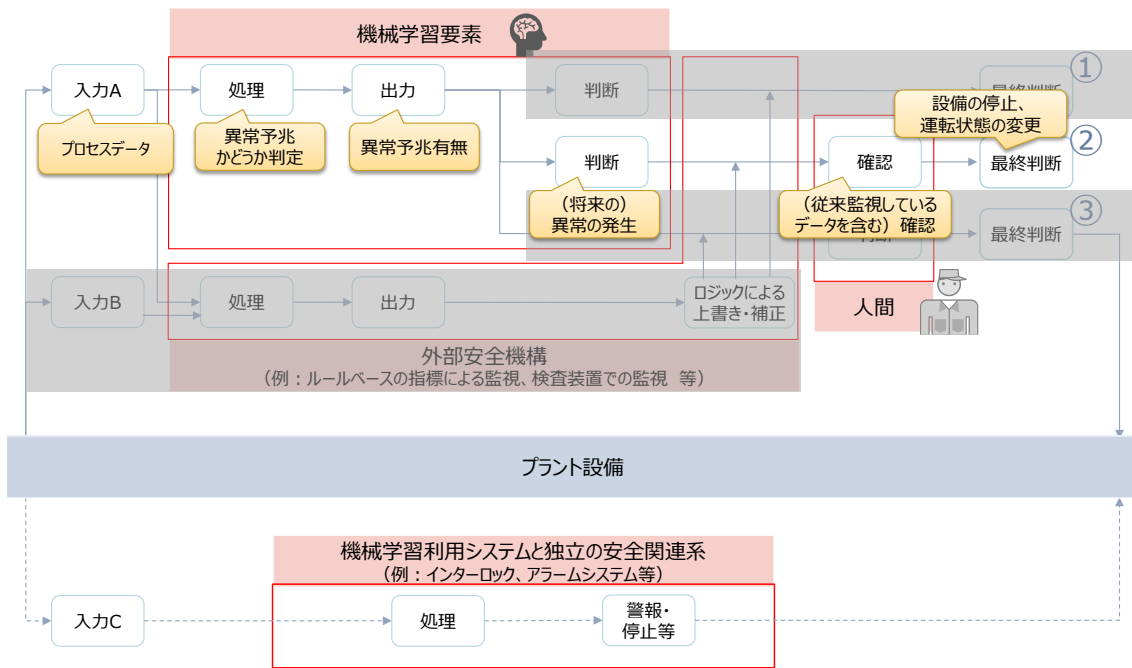 機械学習要素
入力A
処理
出力
判断
最終判断
①
プロセスデータ
異常予兆
かどうか判定
異常予兆有無
設備の停止、
運転状態の変更
判断
確認
最終判断
②
(将来の)
異常の発生
(従来監視している
データを含む)確認
判断
最終判断
③
入力B
処理
出力
ロジックによる
上書き・補正
人間
外部安全機構
(例:ルールベースの指標による監視、検査装置での監視 等)
プラント設備
機械学習利用システムと独立の安全関連系
(例:インターロック、アラームシステム等)
入力C
処理
警報・
停止等